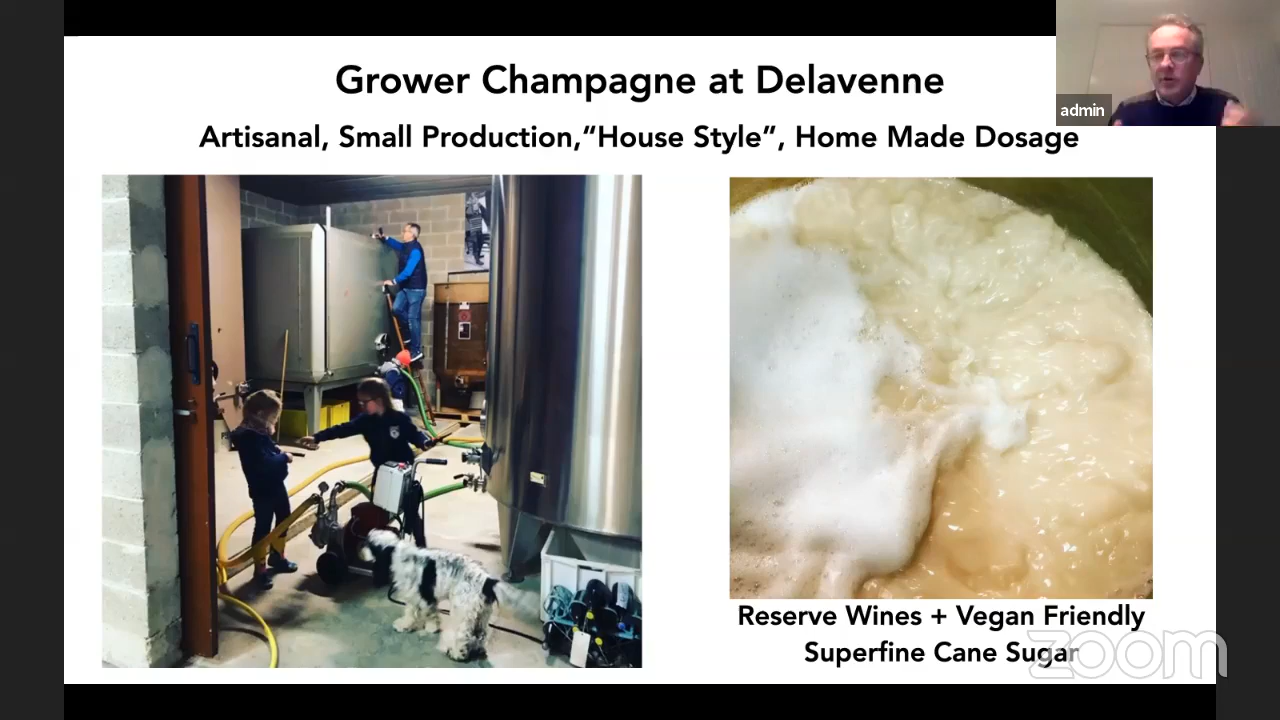 Grower Champagne at Delavenne
admin
Artisanal, Small Production,“House Style”, Home Made Dosage
Reserve Wines + Vegan Friendly
Superfine Cane Sugar
zoom